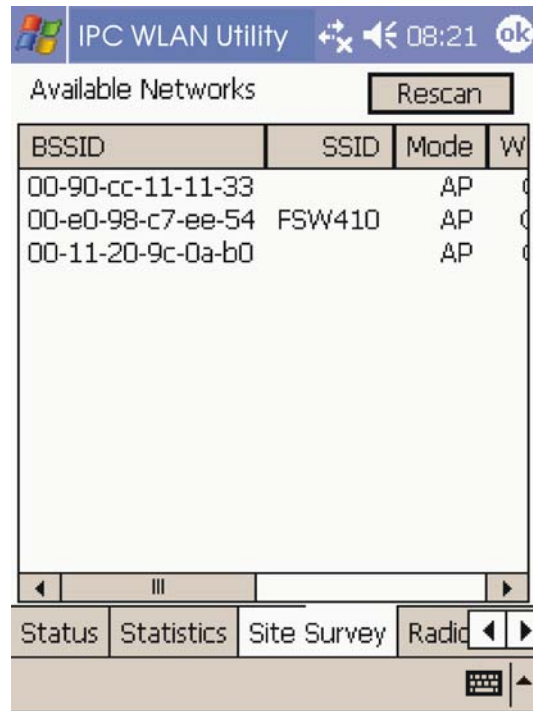 IPC WLAN Utility 08:21 ok
Available Networks Rescan
BSSID SSID Mode W
00-90-cc-11-11-33 AP
00-e0-98-c7-ee-54 FSW410 AP
00-11-20-9c-0a-b0 AP
Status Statistics Site Survey